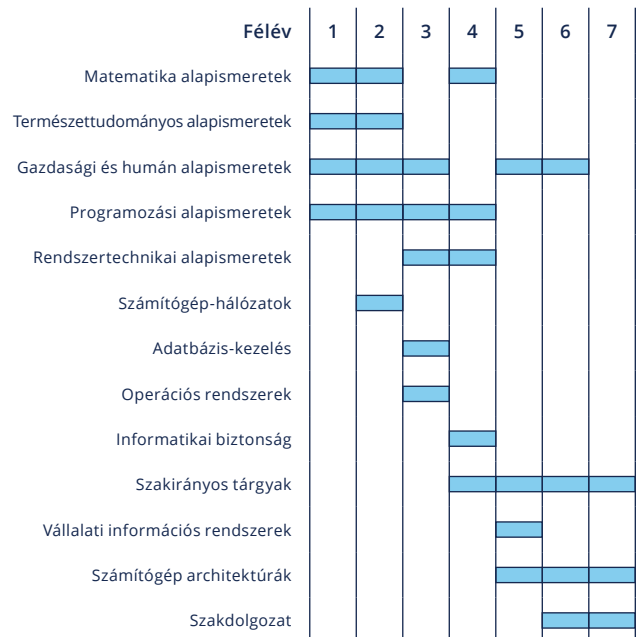 Félév 1 2 3 4 5 6 7
Matematika alapismeretek
Természettudományos alapismeretek
Gazdasági és humán alapismeretek
Programozási alapismeretek
Rendszertechnikai alapismeretek
Számítógép-hálózatok
Adatbázis-kezelés
Operációs rendszerek
Informatikai biztonság
Szakirányos tárgyak
Vállalati információs rendszerek
Számítógép architektúrák
Szakdolgozat